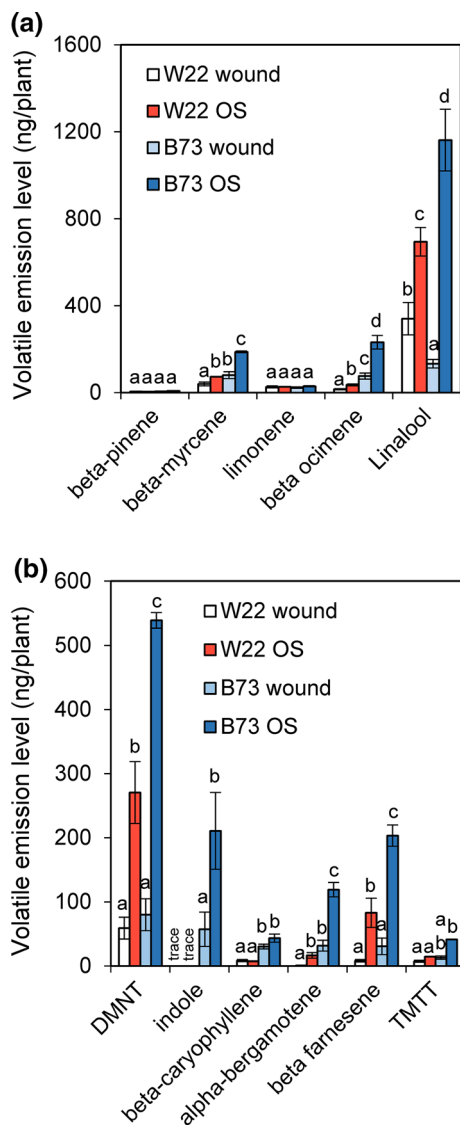 (a)
Volatile emission level (ng/plant)
1600
1200
800
400
0
W22 wound
W22 OS
B73 wound
B73 OS
a a a a
a b b c
a a a a
a b c d
b c a d
beta-pinene
beta-myrcene
limonene
beta ocimene
Linalool
(b)
Volatile emission level (ng/plant)
600
500
400
300
200
100
0
W22 wound
W22 OS
B73 wound
B73 OS
a b a c
trace trace a b
a a b b
a b b c
a b a c
a a a b
DMNT
indole
beta-caryophyllene
alpha-bergamotene
beta farnesene
TMTT